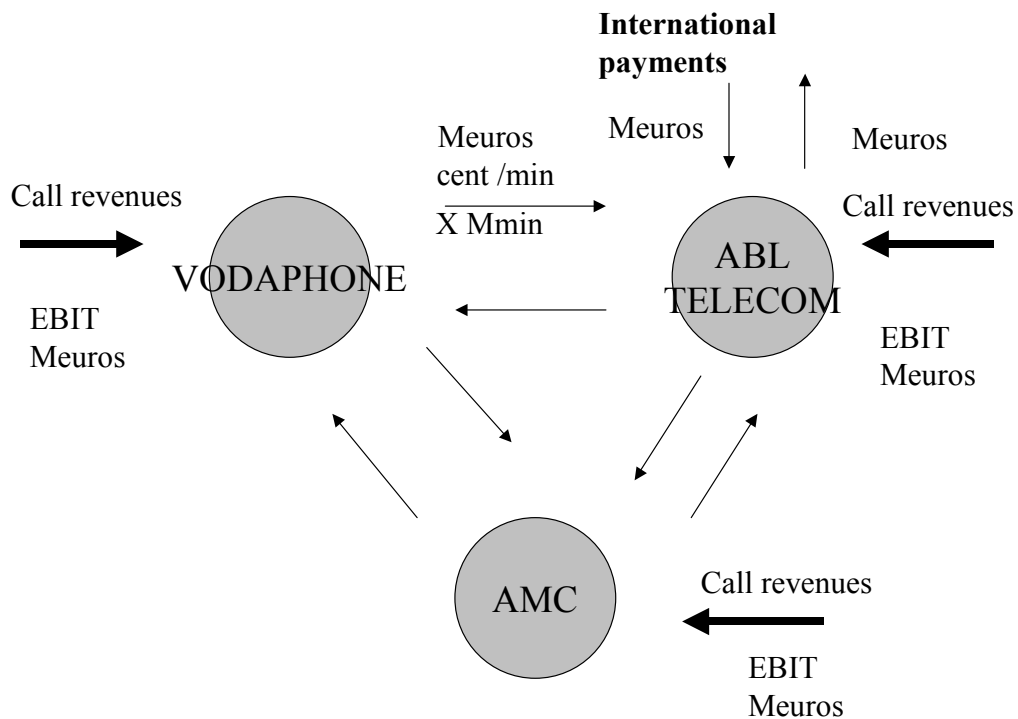 International
payments
Meuros
cent /min
X Mmin
Meuros
Meuros
Call revenues
EBIT
Meuros
VODAPHONE
ABL
TELECOM
Call revenues
EBIT
Meuros
AMC
Call revenues
EBIT
Meuros